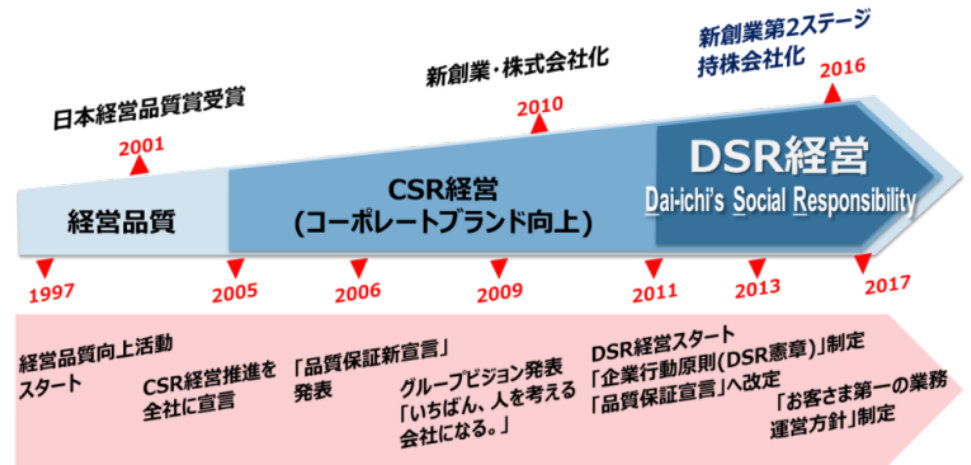 日本経営品質賞受賞
2001
新創業・株式会社化
2010
新創業第2ステージ
持株会社化
2016
経営品質
CSR経営
(コーポレートブランド向上)
DSR経営
Dai-ichi's Social Responsibility
1997
2005
2006
2009
2011
2013
2017
経営品質向上活動
スタート
CSR経営推進を
全社に宣言
「品質保証新宣言」
発表
グループビジョン発表
「いちばん、人を考える
会社になる。」
DSR経営スタート
「企業行動原則(DSR憲章)」制定
「品質保証宣言」へ改定
「お客さま第一の業務
運営方針」制定